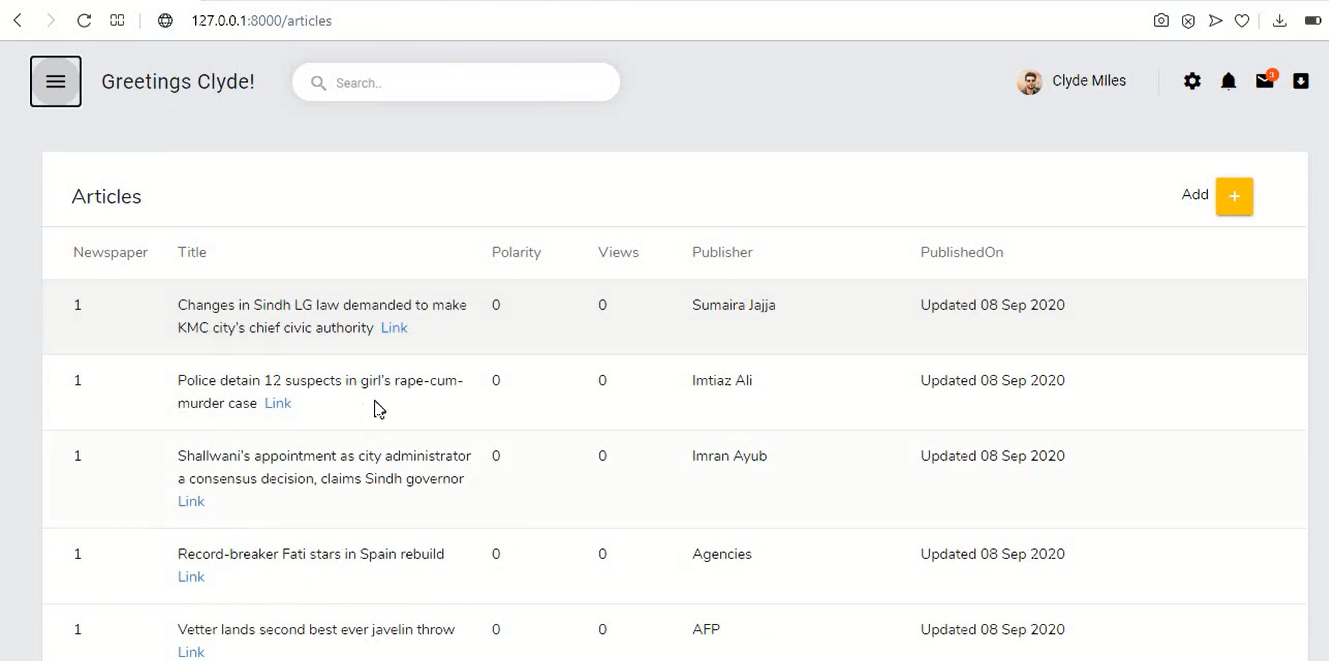 127.0.0.1:8000/articles
Greetings Clyde!
Search..
Clyde MIles
3
Articles
Add +
Newspaper Title Polarity Views Publisher PublishedOn
1 Changes in Sindh LG law demanded to make 0 0 Sumaira Jajja Updated 08 Sep 2020
KMC city's chief civic authority Link
1 Police detain 12 suspects in girl's rape-cum- 0 0 Imtiaz Ali Updated 08 Sep 2020
murder case Link
1 Shallwani's appointment as city administrator 0 0 Imran Ayub Updated 08 Sep 2020
a consensus decision, claims Sindh governor
Link
1 Record-breaker Fati stars in Spain rebuild 0 0 Agencies Updated 08 Sep 2020
Link
1 Vetter lands second best ever javelin throw 0 0 AFP Updated 08 Sep 2020
Link